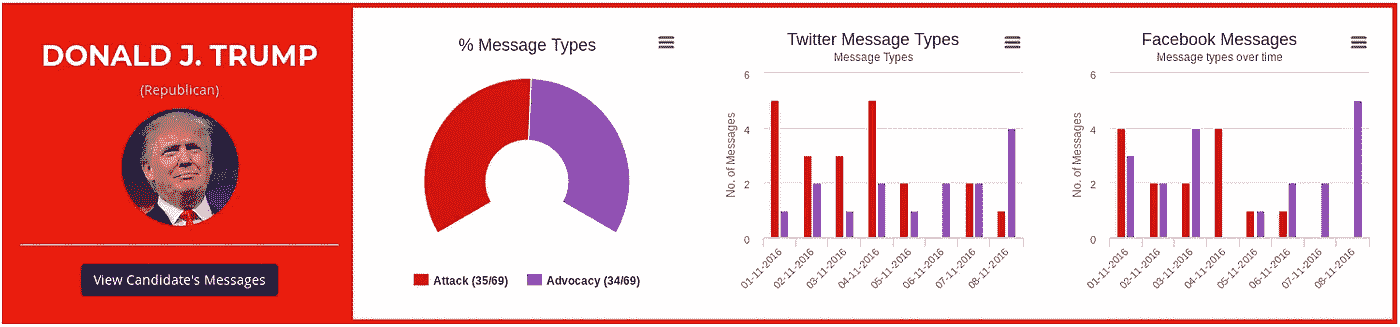 DONALD J. TRUMP
(Republican)
View Candidate's Messages
% Message Types
Attack (35/69) Advocacy (34/69)
Twitter Message Types
Message Types
No. of Messages
6
4
2
0
01-11-2016
02-11-2016
03-11-2016
04-11-2016
05-11-2016
06-11-2016
07-11-2016
08-11-2016
Facebook Messages
Message types over time
No. of Messages
6
4
2
0
01-11-2016
02-11-2016
03-11-2016
04-11-2016
05-11-2016
06-11-2016
07-11-2016
08-11-2016